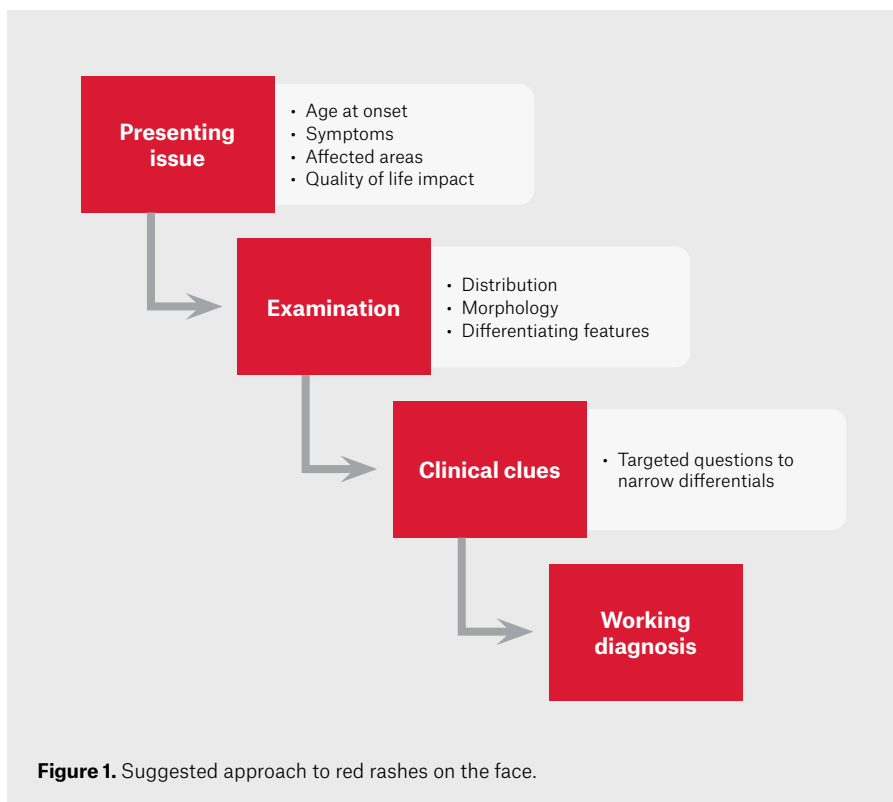 Presenting
issue
• Age at onset
• Symptoms
• Affected areas
• Quality of life impact
Examination
• Distribution
• Morphology
• Differentiating features
Clinical clues
• Targeted questions to
narrow differentials
Working
diagnosis
Figure 1. Suggested approach to red rashes on the face.